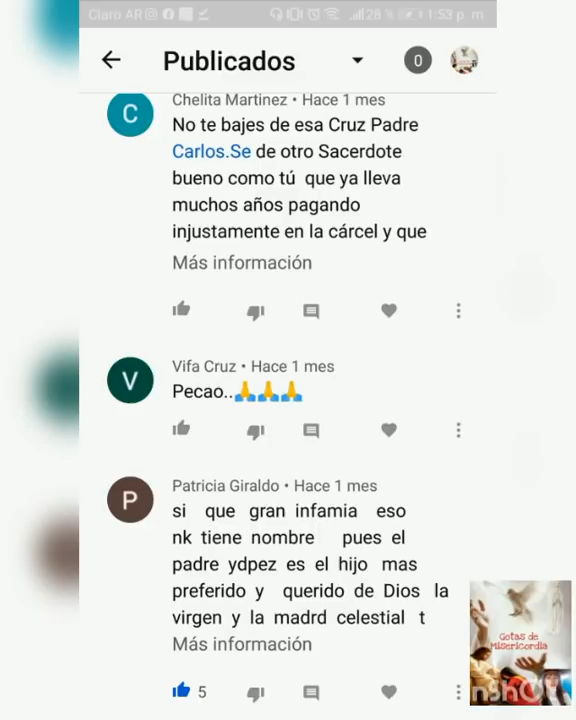 Claro AR 28 % 1:53 p. m
Publicados 0
Chelita Martinez • Hace 1 mes
C
No te bajes de esa Cruz Padre
Carlos.Se de otro Sacerdote
bueno como tú que ya lleva
muchos años pagando
injustamente en la cárcel y que
Más información
Vifa Cruz • Hace 1 mes
V
Pecao..🙏🙏🙏
Patricia Giraldo • Hace 1 mes
P
si que gran infamia eso
nk tiene nombre pues el
padre ydpez es el hijo mas
preferido y querido de Dios la
virgen y la madrd celestial t
Más información
5
Gotas de
Misericordia